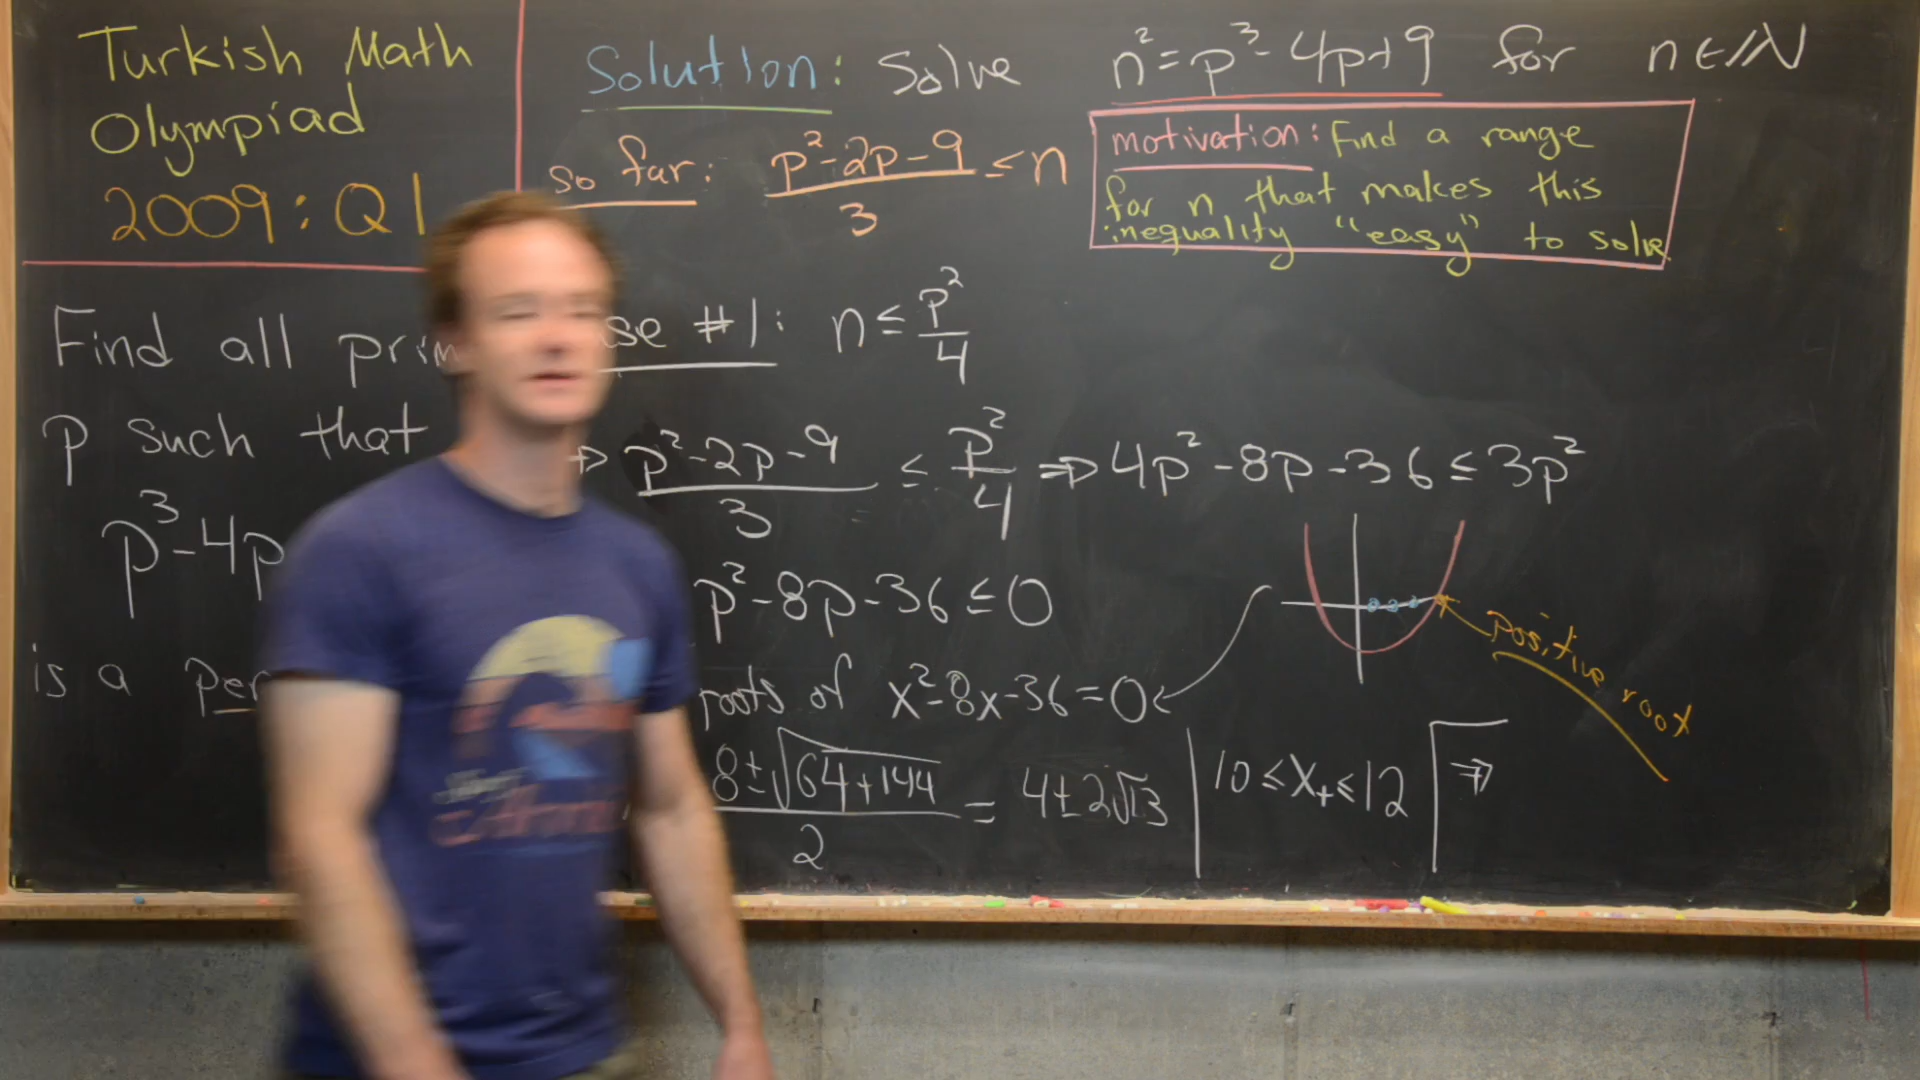 Turkish Math
Olympiad
2009: Q1
Find all
p such that
p³-4p
is a
Solution: Solve n²=p³-4p+9 for n∈ℕ
so far: (p²-2p-9)/3 ≤ n
motivation: Find a range
for n that makes this
inequality "easy" to solve
#1: n ≤ p²/4
(p²-2p-9)/3 ≤ p²/4 ⇒ 4p²-8p-36 ≤ 3p²
p²-8p-36 ≤ 0
positive root
roots of x²-8x-36=0
(8±√(64+144))/2 = 4±2√13 | 10 ≤ x₊ ≤ 12 | ⇒